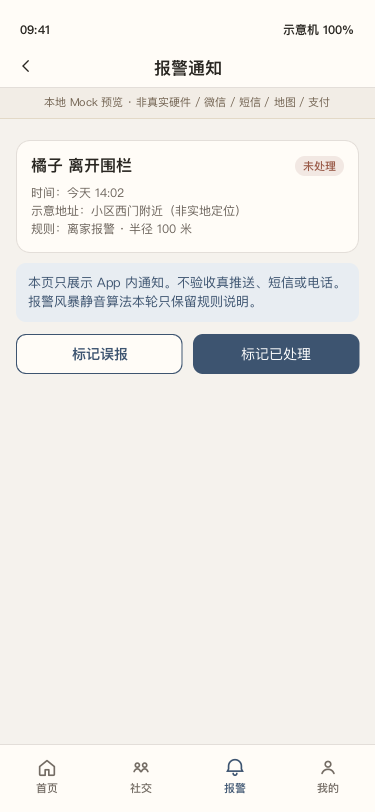 09:41
示意机 100%
报警通知
本地 Mock 预览 · 非真实硬件 / 微信 / 短信 / 地图 / 支付
橘子 离开围栏
未处理
时间：今天 14:02
示意地址：小区西门附近（非实地定位）
规则：离家报警 · 半径 100 米
本页只展示 App 内通知。不验收真推送、短信或电话。
报警风暴静音算法本轮只保留规则说明。
标记误报
标记已处理
首页
社交
报警
我的